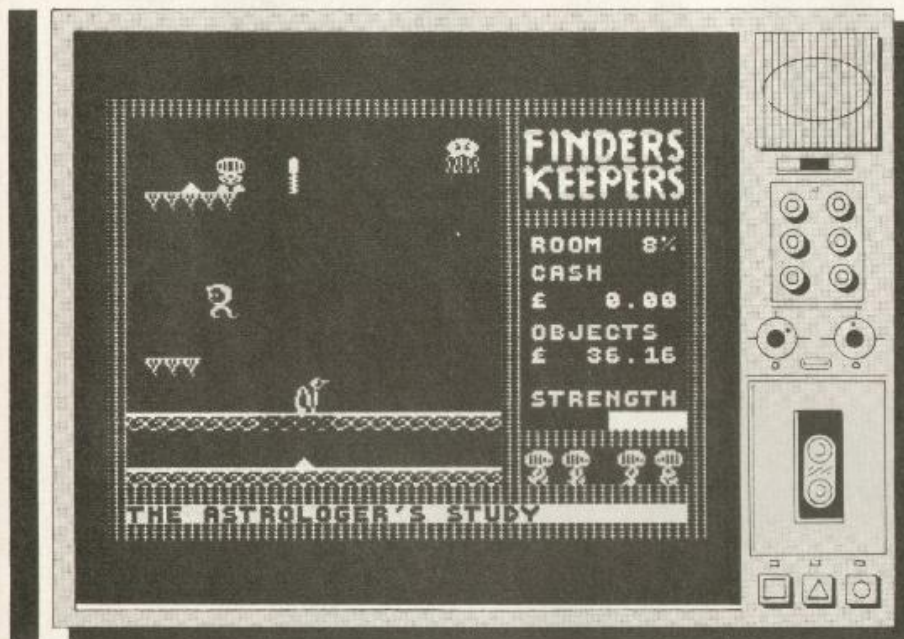 FINDERS
KEEPERS
ROOM 8%
CASH
£ 0.00
OBJECTS
£ 36.16
STRENGTH
THE ASTROLOGER'S STUDY